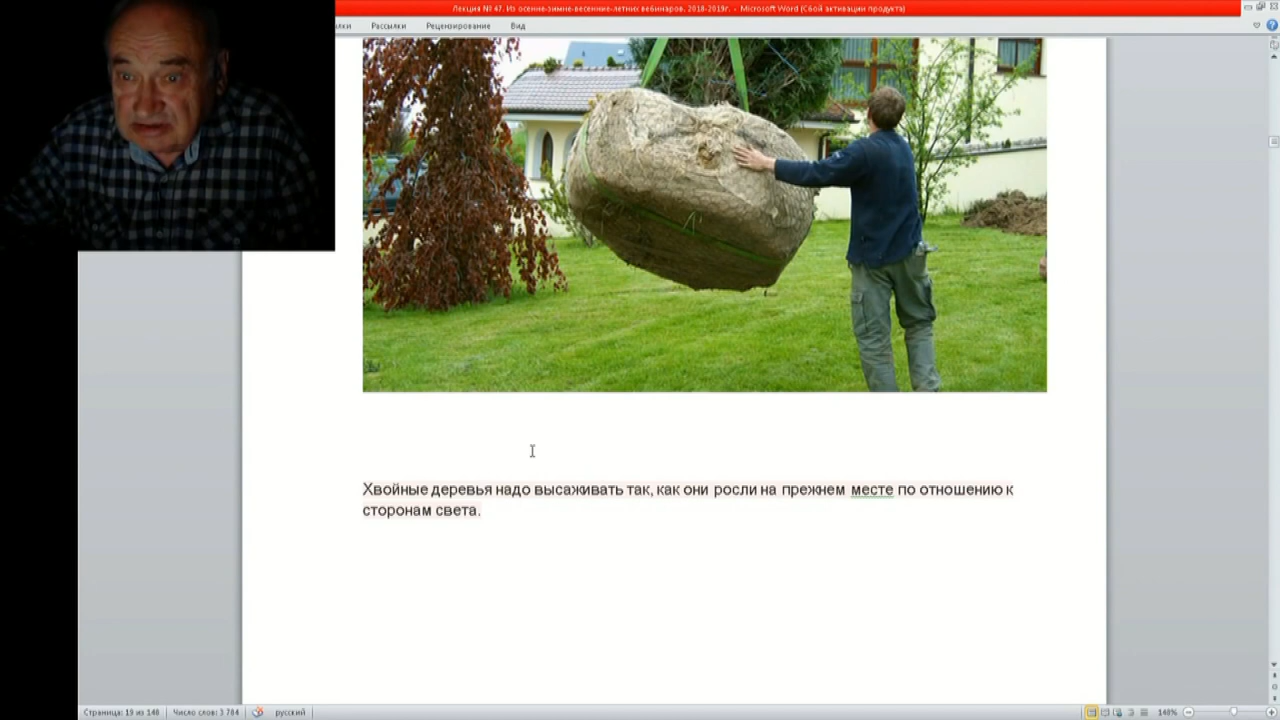 Лекция № 47. Из осенне-зимне-весенние-летних вебинаров. 2018-2019г. - Microsoft Word (Сбой активации продукта)
лки Рассылки Рецензирование Вид
Хвойные деревья надо высаживать так, как они росли на прежнем месте по отношению к
сторонам света.
Страница: 19 из 148 Число слов: 3 784 русский 148%